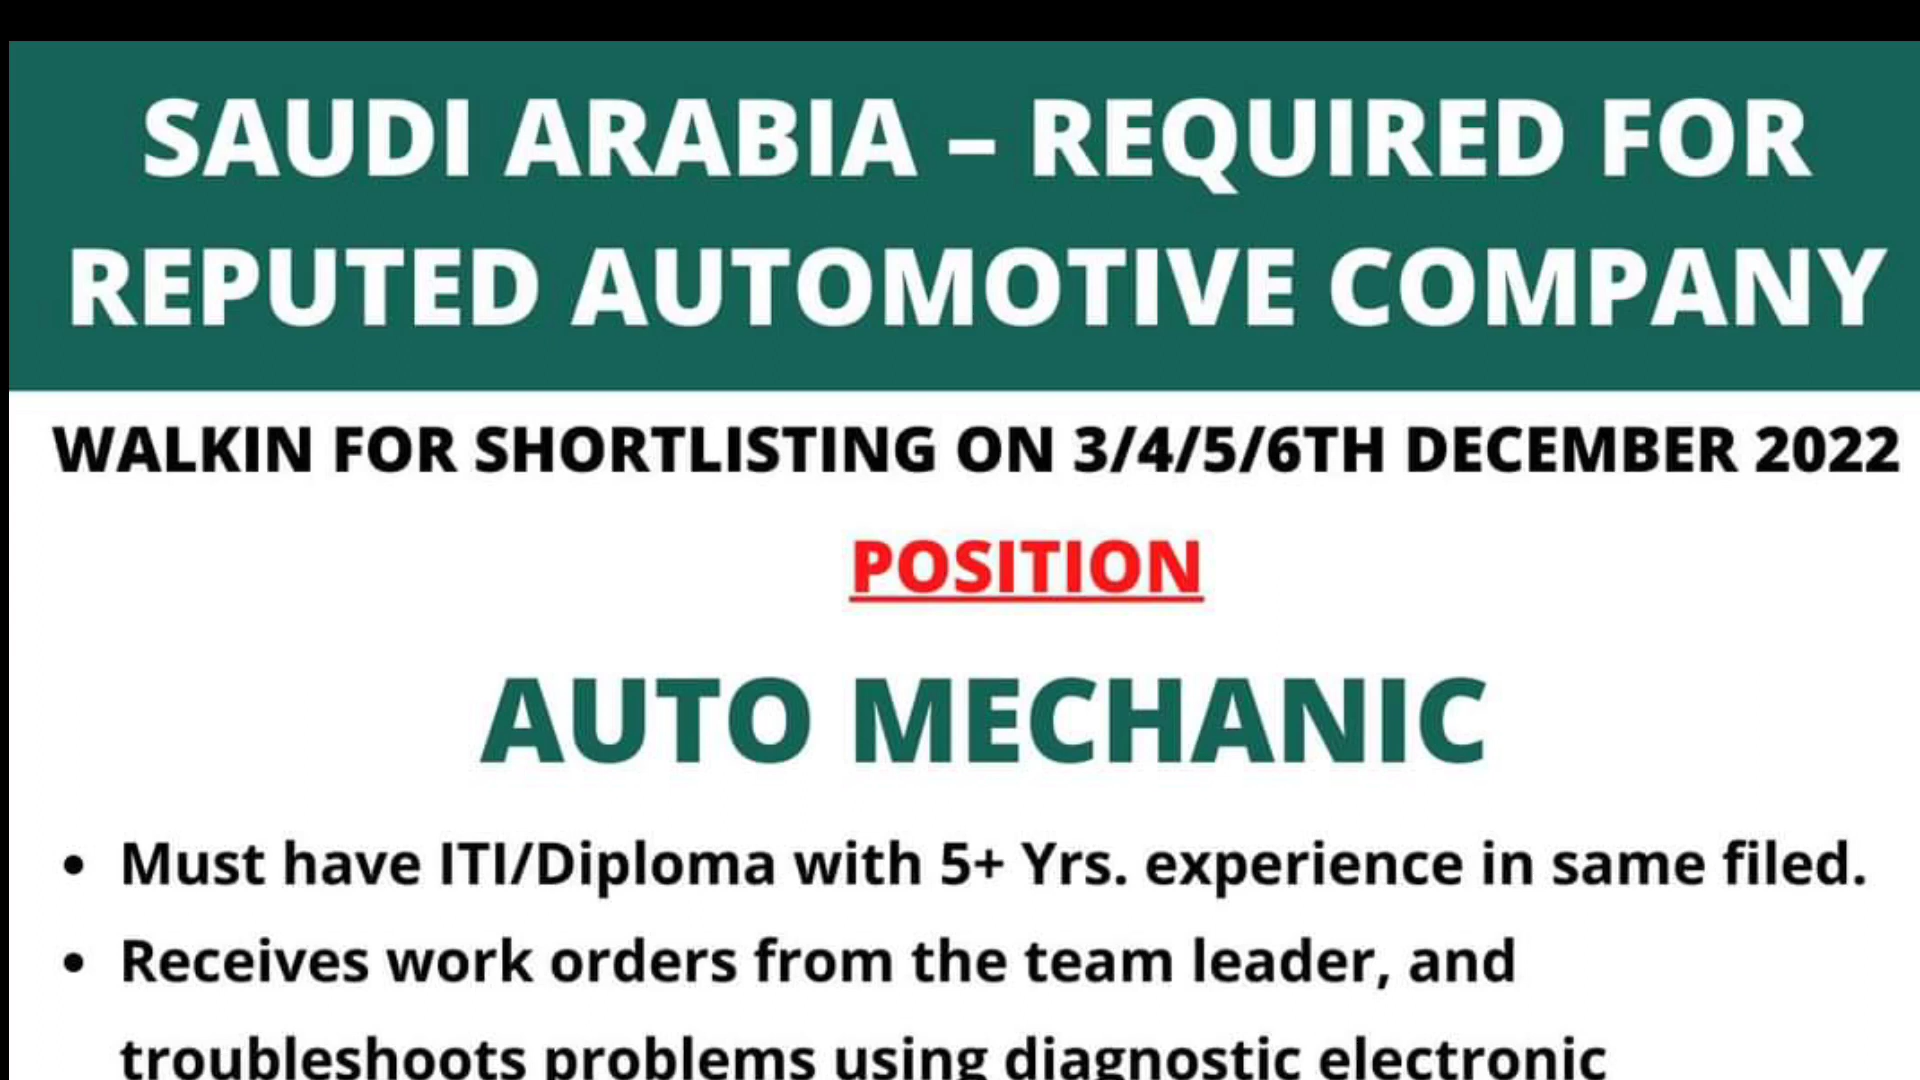 SAUDI ARABIA – REQUIRED FOR
REPUTED AUTOMOTIVE COMPANY
WALKIN FOR SHORTLISTING ON 3/4/5/6TH DECEMBER 2022
POSITION
AUTO MECHANIC
• Must have ITI/Diploma with 5+ Yrs. experience in same filed.
• Receives work orders from the team leader, and
troubleshoots problems using diagnostic electronic